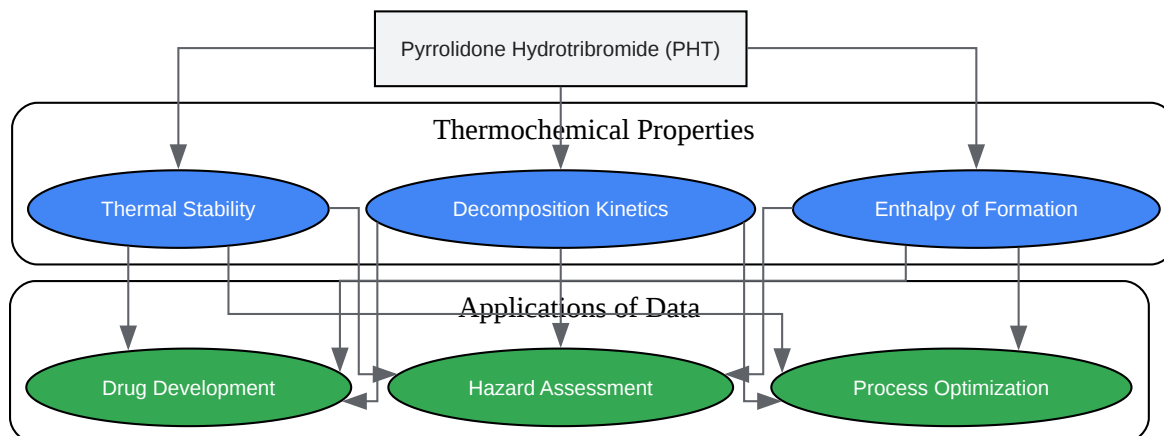 Pyrrolidone Hydrotribromide (PHT)
Thermochemical Properties
Thermal Stability
Decomposition Kinetics
Enthalpy of Formation
Applications of Data
Drug Development
Hazard Assessment
Process Optimization